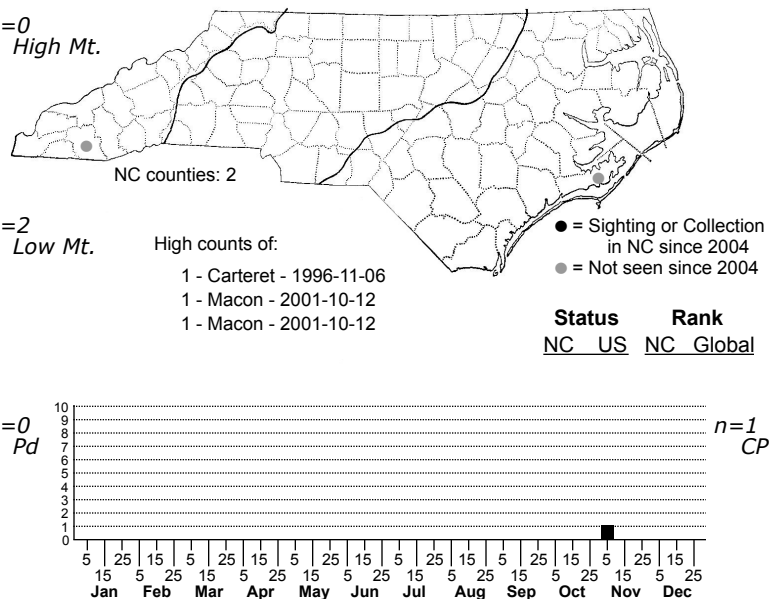 =0
High Mt.
NC counties: 2
=2
Low Mt.
High counts of:
1 - Carteret - 1996-11-06
1 - Macon - 2001-10-12
1 - Macon - 2001-10-12
● = Sighting or Collection
in NC since 2004
● = Not seen since 2004
Status Rank
NC US NC Global
=0
Pd
n=1
CP
10
9
8
7
6
5
4
3
2
1
0
5 25 15 5 25 15 5 25 15 5 25 15 5 25 15 5 25 15
15 5 25 15 5 25 15 5 25 15 5 25 15 5 25 15 5 25
Jan Feb Mar Apr May Jun Jul Aug Sep Oct Nov Dec